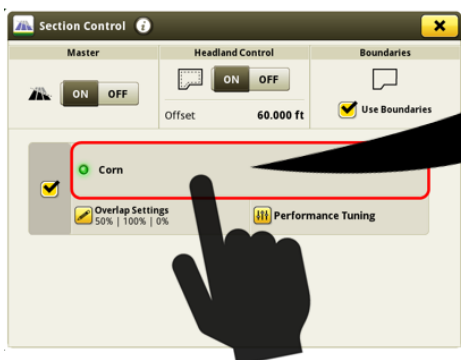 Section Control
Master
Headland Control
Boundaries
ON OFF
ON OFF
Offset 60.000 ft
Use Boundaries
Corn
Overlap Settings
50% | 100% | 0%
Performance Tuning